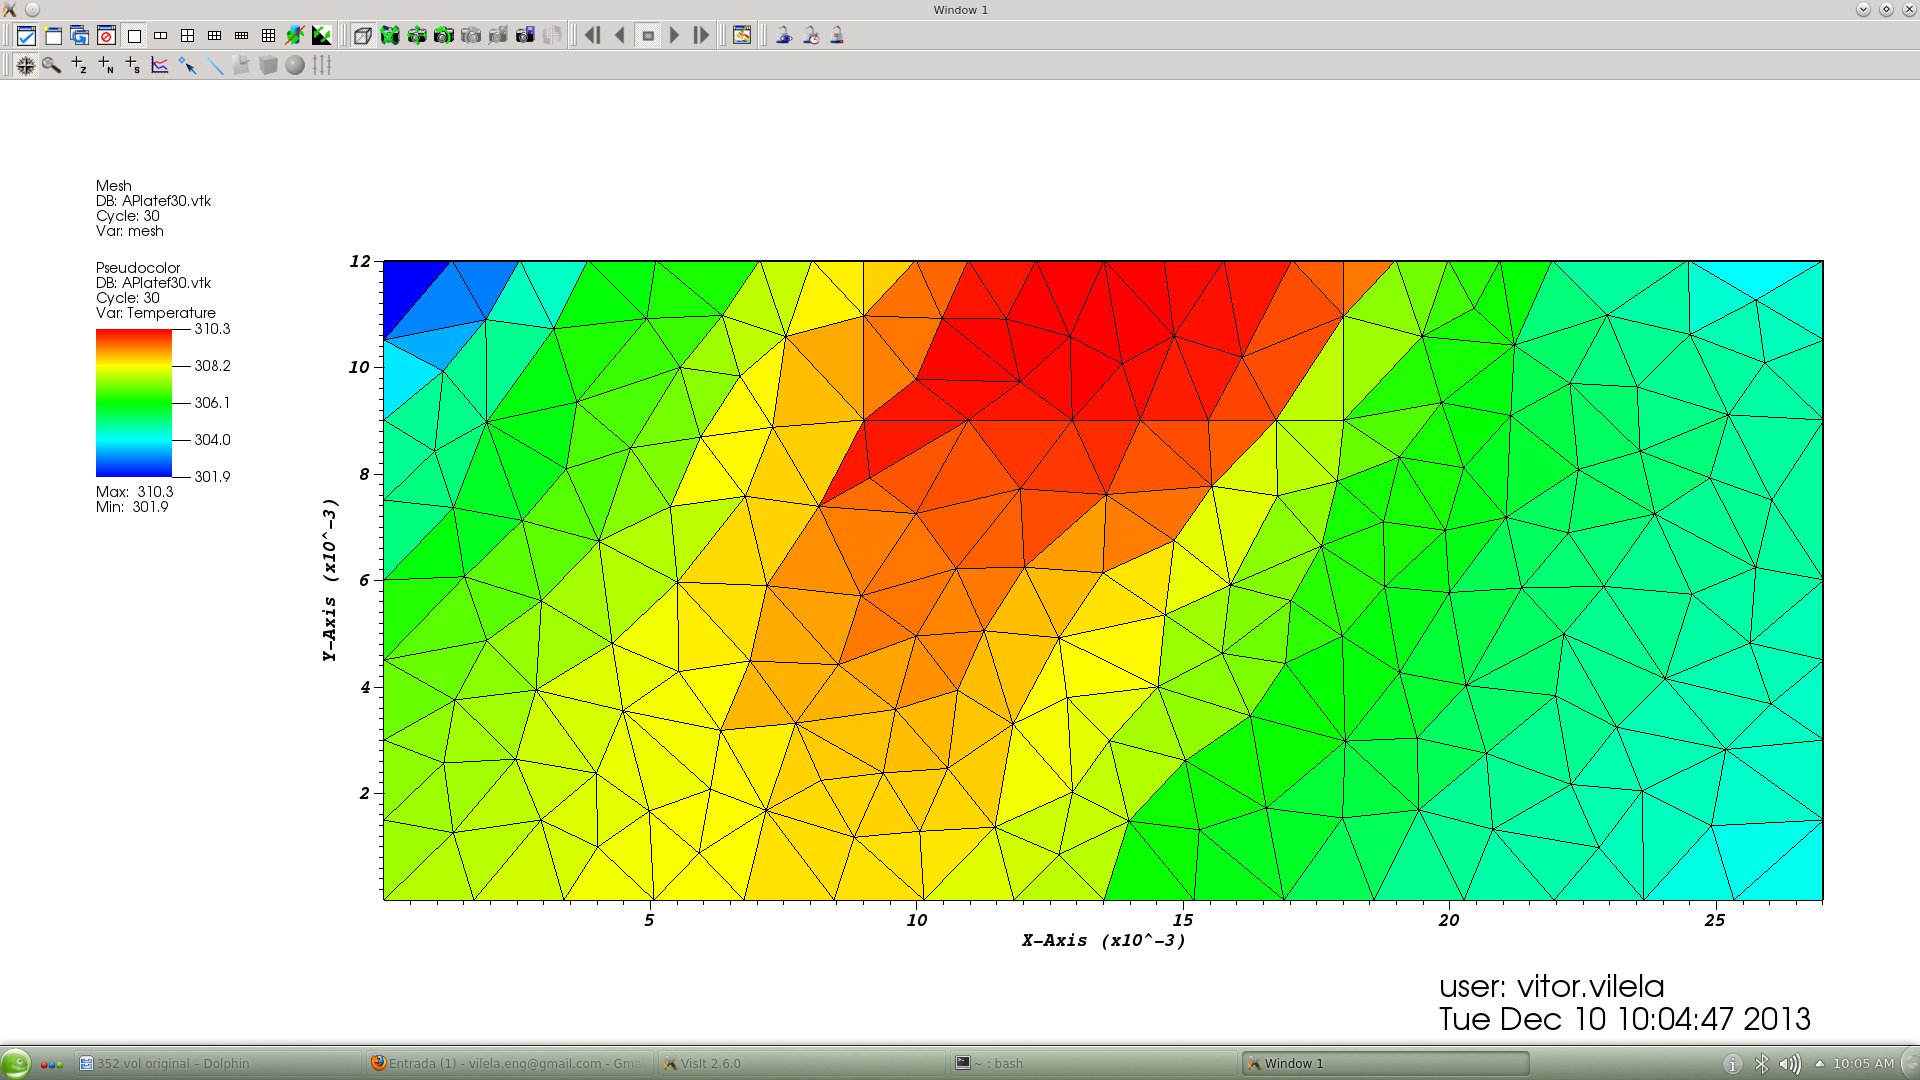 Window 1
Mesh
DB: APlatef30.vtk
Cycle: 30
Var: mesh
Pseudocolor
DB: APlatef30.vtk
Cycle: 30
Var: Temperature
310.3
308.2
306.1
304.0
301.9
Max: 310.3
Min: 301.9
12
10
8
6
4
2
Y-Axis (x10^-3)
5 10 15 20 25
X-Axis (x10^-3)
user: vitor.vilela
Tue Dec 10 10:04:47 2013
352 vol original - Dolphin
Entrada (1) - vilela.eng@gmail.com - Gma
VisIt 2.6.0
~ : bash
Window 1
10:05 AM